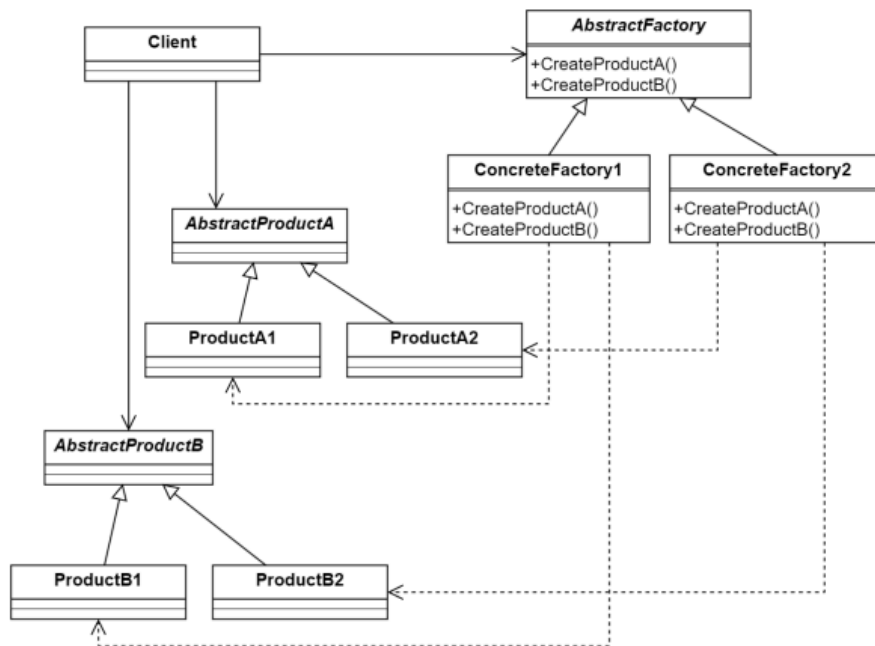 AbstractFactory
Client
+CreateProductA()
+CreateProductB()
ConcreteFactory1
ConcreteFactory2
+CreateProductA()
+CreateProductB()
+CreateProductA()
+CreateProductB()
AbstractProductA
ProductA1
ProductA2
AbstractProductB
ProductB1
ProductB2